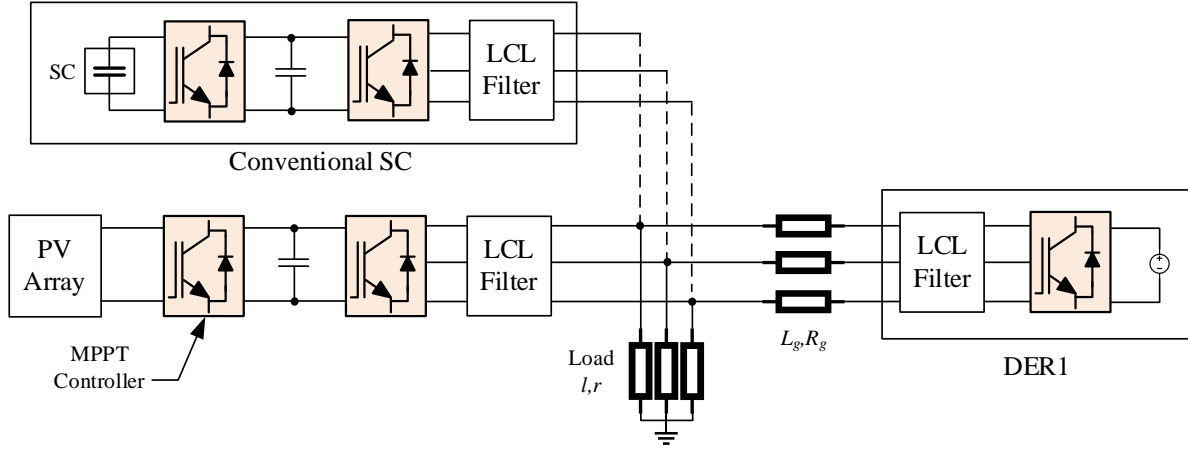 SC
LCL
Filter
Conventional SC
PV
Array
LCL
Filter
LCL
Filter
MPPT
Controller
Load
l,r
Lg,Rg
DER1